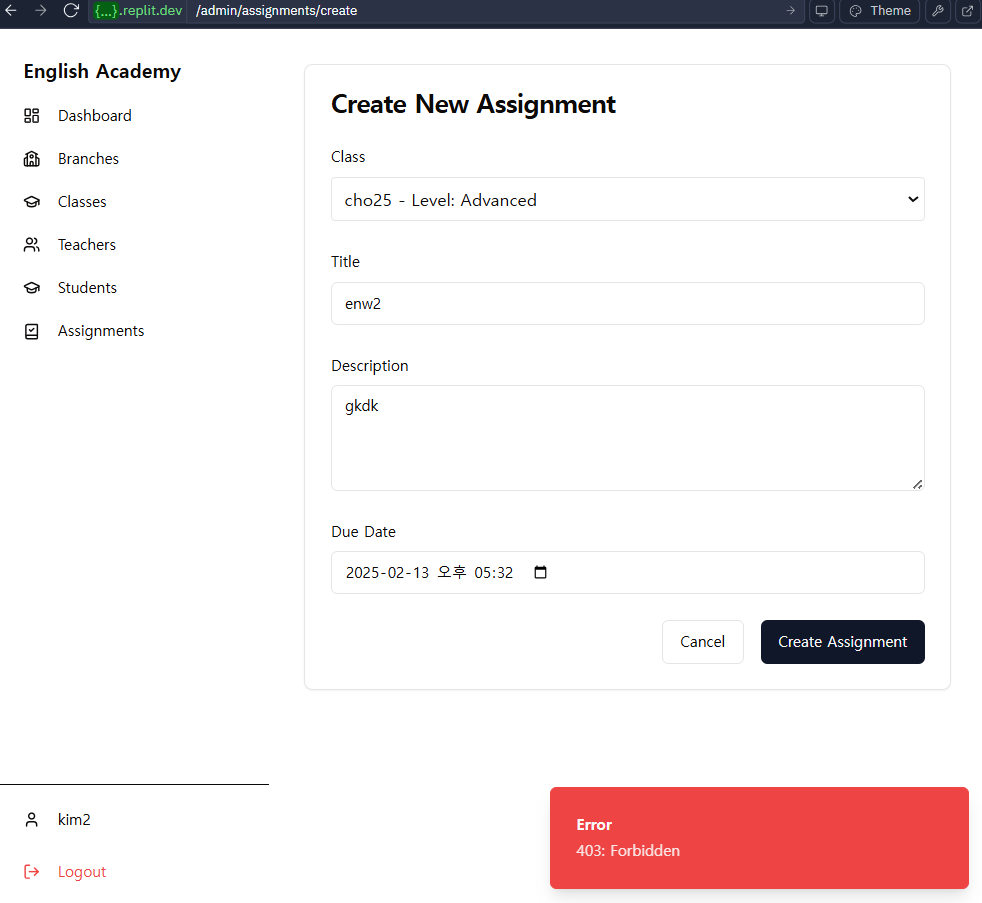 {...}.replit.dev /admin/assignments/create Theme
English Academy
Dashboard
Branches
Classes
Teachers
Students
Assignments
Create New Assignment
Class
cho25 - Level: Advanced
Title
enw2
Description
gkdk
Due Date
2025-02-13 오후 05:32
Cancel Create Assignment
kim2
Logout
Error
403: Forbidden